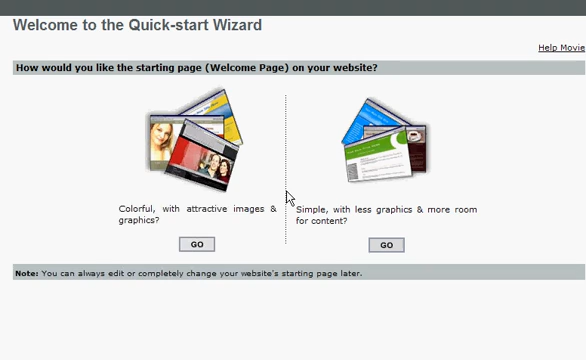 Welcome to the Quick-start Wizard
Help Movie
How would you like the starting page (Welcome Page) on your website?
Colorful, with attractive images &
graphics?
Simple, with less graphics & more room
for content?
GO
GO
Note: You can always edit or completely change your website's starting page later.